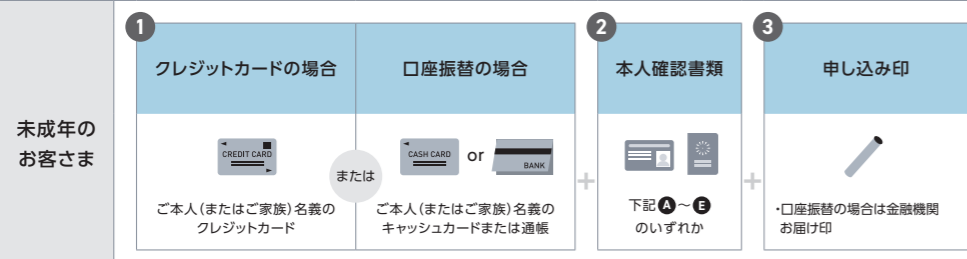 未成年の
お客さま
1
クレジットカードの場合
CREDIT CARD
ご本人（またはご家族）名義の
クレジットカード
または
口座振替の場合
CASH CARD
or
BANK
ご本人（またはご家族）名義の
キャッシュカードまたは通帳
+
2
本人確認書類
下記A～E
のいずれか
+
3
申し込み印
・口座振替の場合は金融機関
お届け印